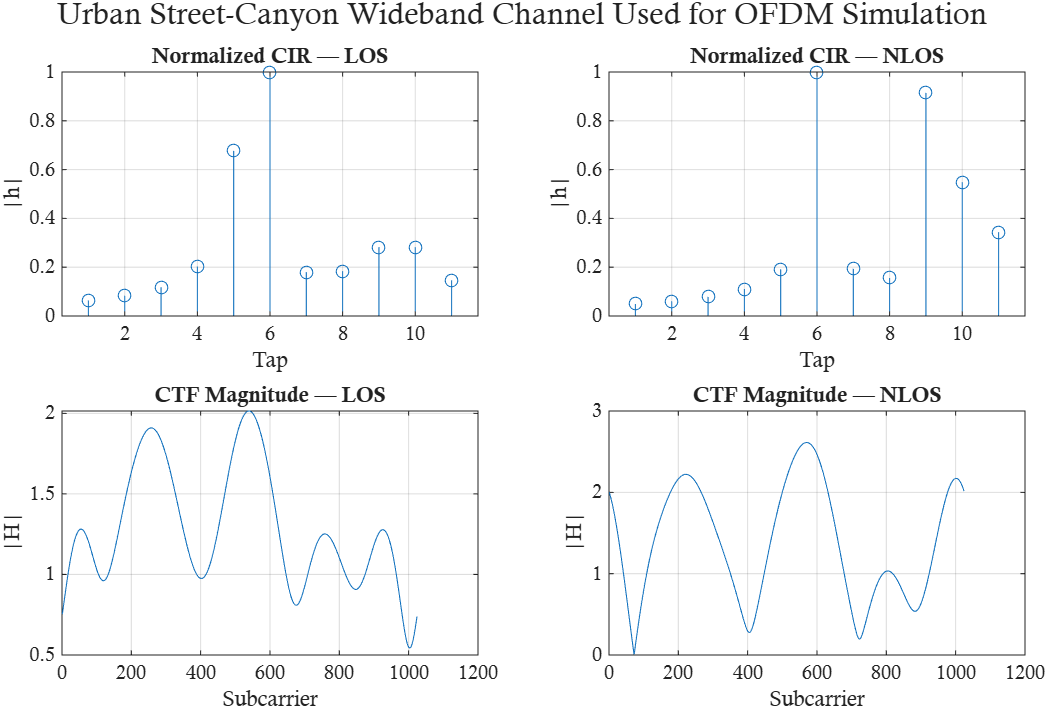 Urban Street-Canyon Wideband Channel Used for OFDM Simulation
Normalized CIR — LOS
1
0.8
0.6
0.4
0.2
0
|h|
2 4 6 8 10
Tap
Normalized CIR — NLOS
1
0.8
0.6
0.4
0.2
0
|h|
2 4 6 8 10
Tap
CTF Magnitude — LOS
2
1.5
1
0.5
|H|
0 200 400 600 800 1000 1200
Subcarrier
CTF Magnitude — NLOS
3
2
1
0
|H|
0 200 400 600 800 1000 1200
Subcarrier